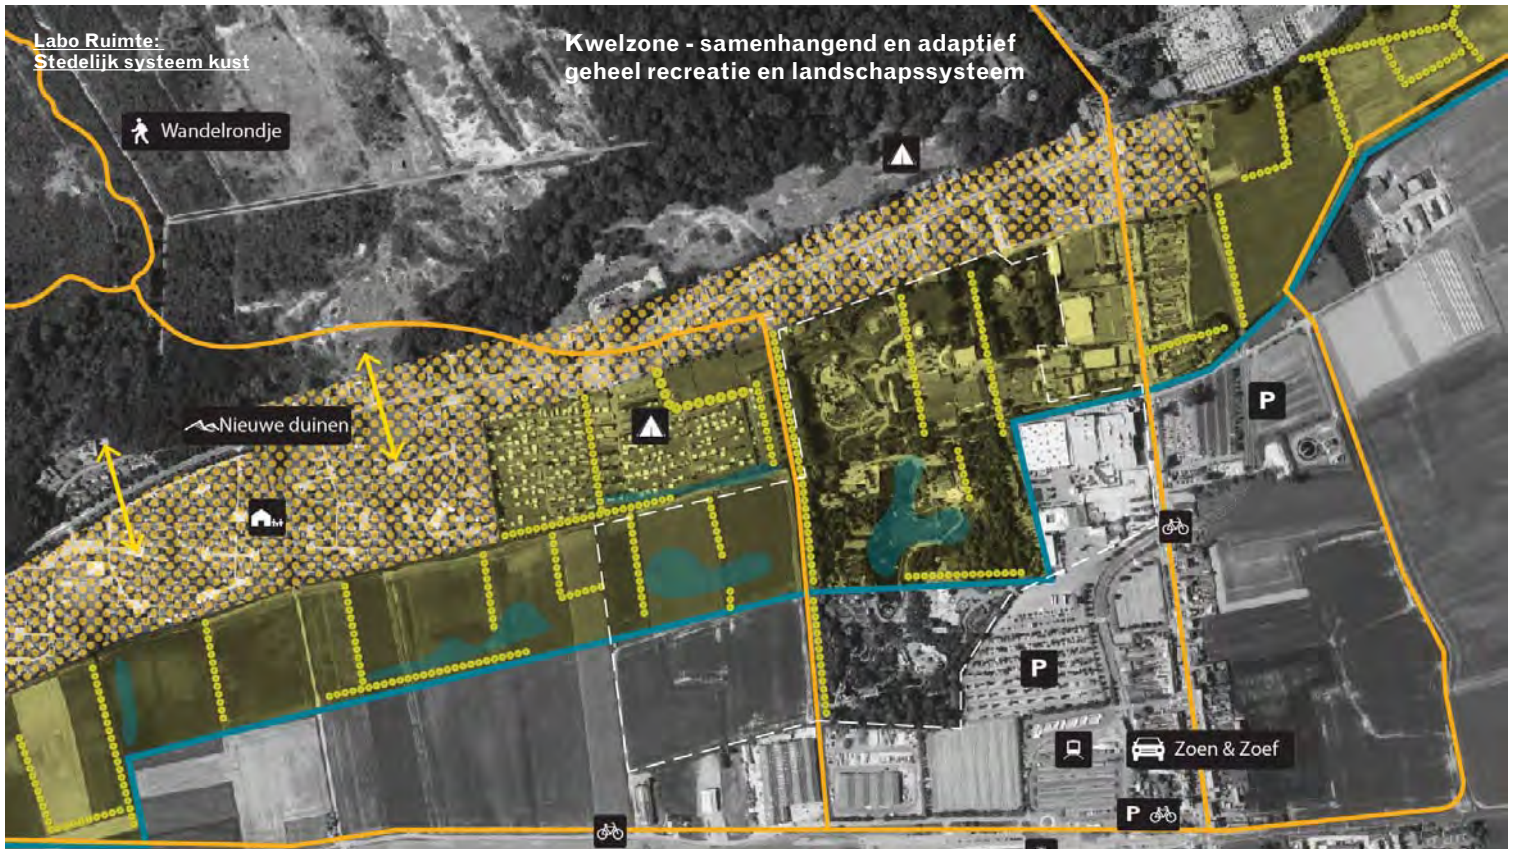 Labo Ruimte:
Stedelijk systeem kust
Kwelzone - samenhangend en adaptief
geheel recreatie en landschapssysteem
Wandelrondje
Nieuwe duinen
P
P
Zoen & Zoef
P